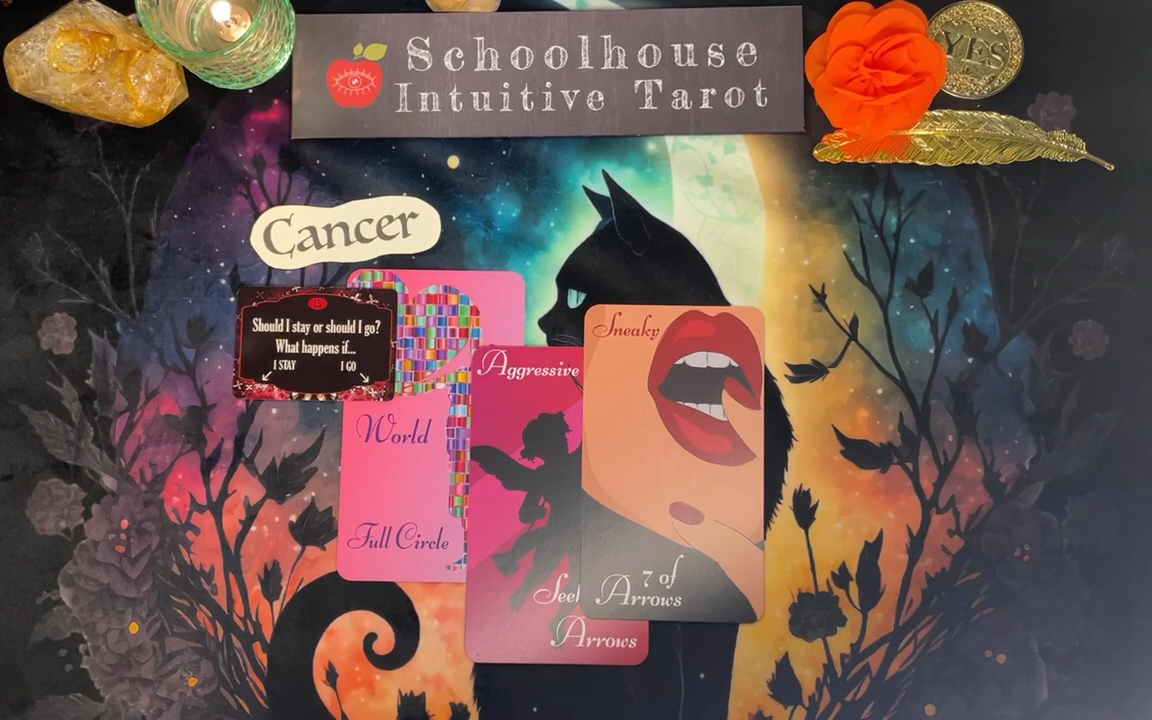 Schoolhouse
Intuitive Tarot
YES
Cancer
15
Should I stay or should I go?
What happens if...
I STAY I GO
World
Full Circle
Aggressive
Arrows
Sneaky
7 of
Arrows